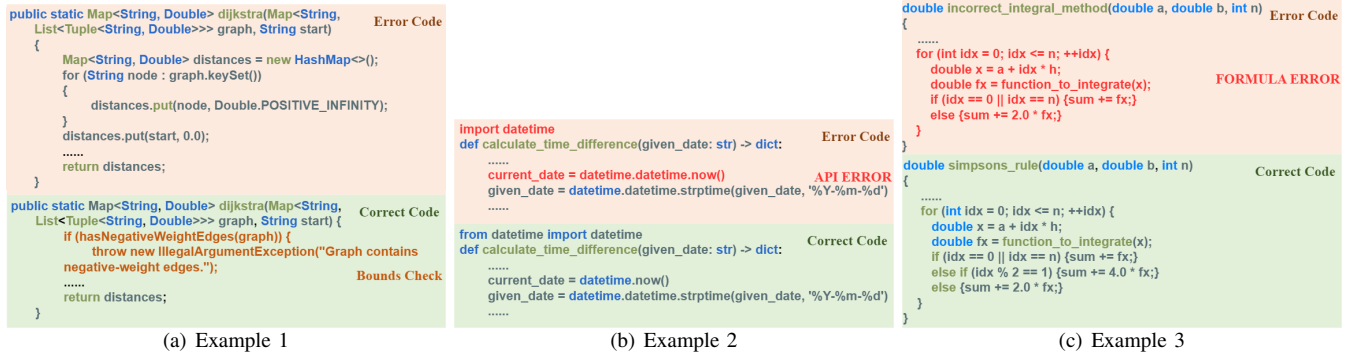 public static Map<String, Double> dijkstra(Map<String,
List<Tuple<String, Double>>> graph, String start)
Error Code
{
Map<String, Double> distances = new HashMap<>();
for (String node : graph.keySet())
{
distances.put(node, Double.POSITIVE_INFINITY);
}
distances.put(start, 0.0);
......
return distances;
}
public static Map<String, Double> dijkstra(Map<String,
List<Tuple<String, Double>>> graph, String start) {
Correct Code
if (hasNegativeWeightEdges(graph)) {
throw new IllegalArgumentException("Graph contains
negative-weight edges.");
Bounds Check
......
return distances;
}
(a) Example 1
import datetime
Error Code
def calculate_time_difference(given_date: str) -> dict:
......
current_date = datetime.datetime.now()
API ERROR
given_date = datetime.datetime.strptime(given_date, '%Y-%m-%d')
......
from datetime import datetime
Correct Code
def calculate_time_difference(given_date: str) -> dict:
......
current_date = datetime.now()
given_date = datetime.datetime.strptime(given_date, '%Y-%m-%d')
......
(b) Example 2
double incorrect_integral_method(double a, double b, int n)
Error Code
{
......
for (int idx = 0; idx <= n; ++idx) {
double x = a + idx * h;
FORMULA ERROR
double fx = function_to_integrate(x);
if (idx == 0 || idx == n) {sum += fx;}
else {sum += 2.0 * fx;}
}
}
double simpsons_rule(double a, double b, int n)
Correct Code
{
......
for (int idx = 0; idx <= n; ++idx) {
double x = a + idx * h;
double fx = function_to_integrate(x);
if (idx == 0 || idx == n) {sum += fx;}
else if (idx % 2 == 1) {sum += 4.0 * fx;}
else {sum += 2.0 * fx;}
}
}
(c) Example 3